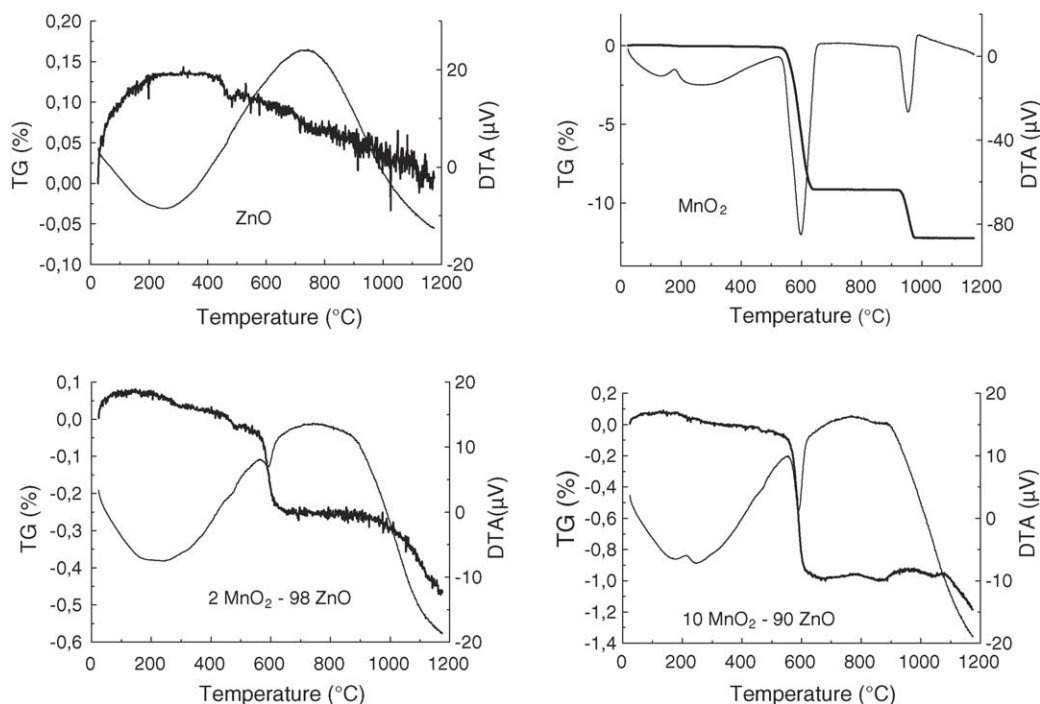 0,20
0,15
0,10
0,05
0,00
-0,05
-0,10
TG (%)
20
0
-20
DTA (µV)
ZnO
0 200 400 600 800 1000 1200
Temperature (°C)
0
-5
-10
TG (%)
0
-40
-80
DTA (µV)
MnO₂
0 200 400 600 800 1000 1200
Temperature (°C)
0,1
0,0
-0,1
-0,2
-0,3
0,4
-0,5
-0,6
TG (%)
20
10
0
-10
-20
DTA(µV)
2 MnO₂ - 98 ZnO
0 200 400 600 800 1000 1200
Temperature (°C)
0,2
0,0
-0,2
-0,4
-0,6
-0,8
-1,0
-1,2
-1,4
TG (%)
20
15
10
5
0
-5
-10
-15
-20
DTA (µV)
10 MnO₂ - 90 ZnO
0 200 400 600 800 1000 1200
Temperature (°C)